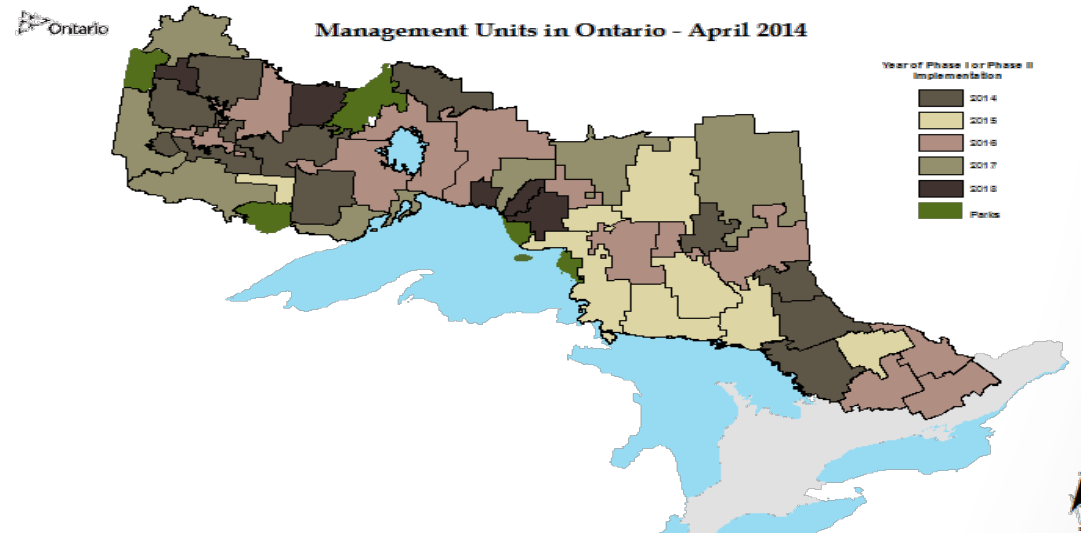 Ontario
Management Units in Ontario - April 2014
Year of Phase I or Phase II
Implementation
2014
2015
2016
2017
2018
Parks